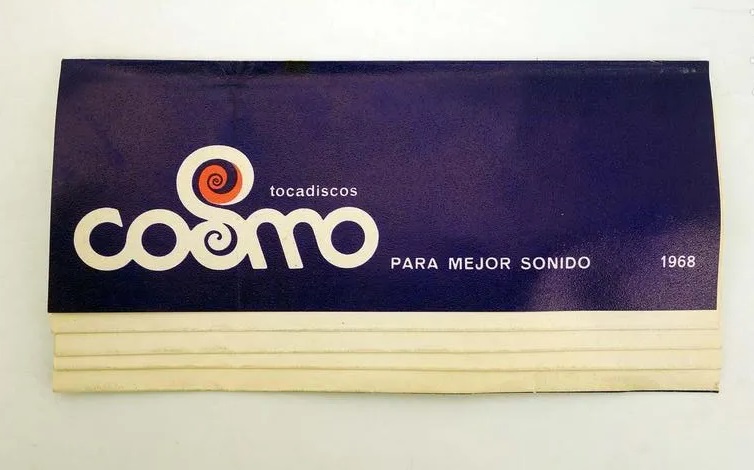 tocadiscos
cosmo
PARA MEJOR SONIDO 1968